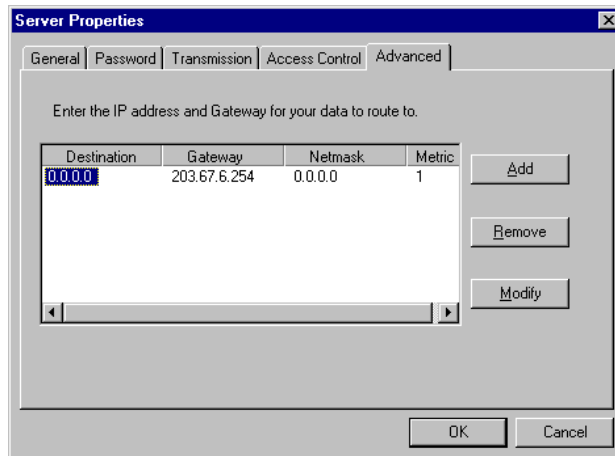 Server Properties
General Password Transmission Access Control Advanced
Enter the IP address and Gateway for your data to route to.
Destination Gateway Netmask Metric
0.0.0.0 203.67.6.254 0.0.0.0 1
Add
Remove
Modify
OK Cancel